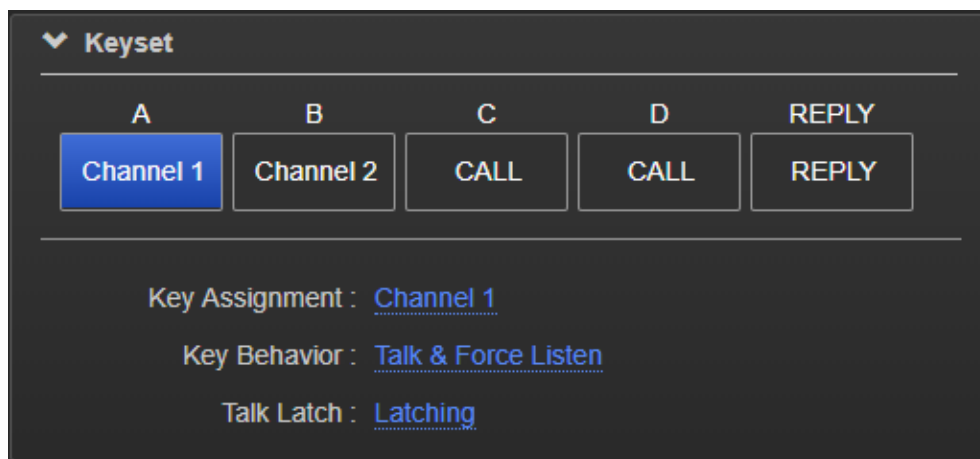 Keyset
A B C D REPLY
Channel 1 Channel 2 CALL CALL REPLY
Key Assignment : Channel 1
Key Behavior : Talk & Force Listen
Talk Latch : Latching